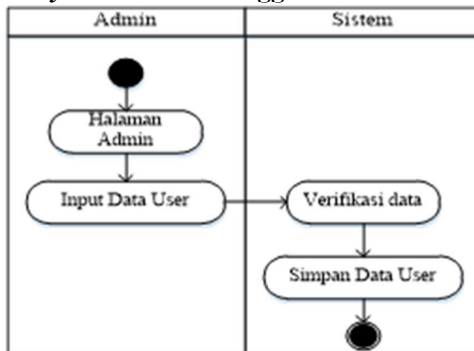 Admin
Sistem
Halaman
Admin
Input Data User
Verifikasi data
Simpan Data User